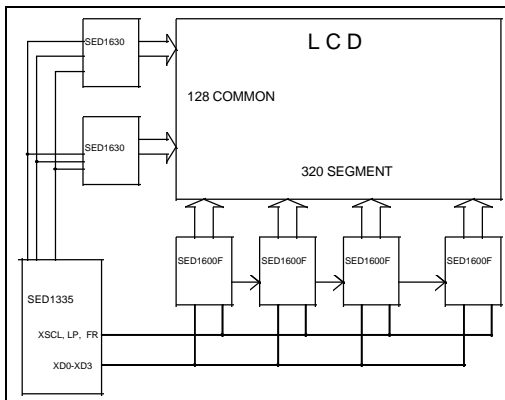 SED1630
L C D
128 COMMON
SED1630
320 SEGMENT
SED1600F
SED1600F
SED1600F
SED1600F
SED1335
XSCL, LP, FR
XD0-XD3